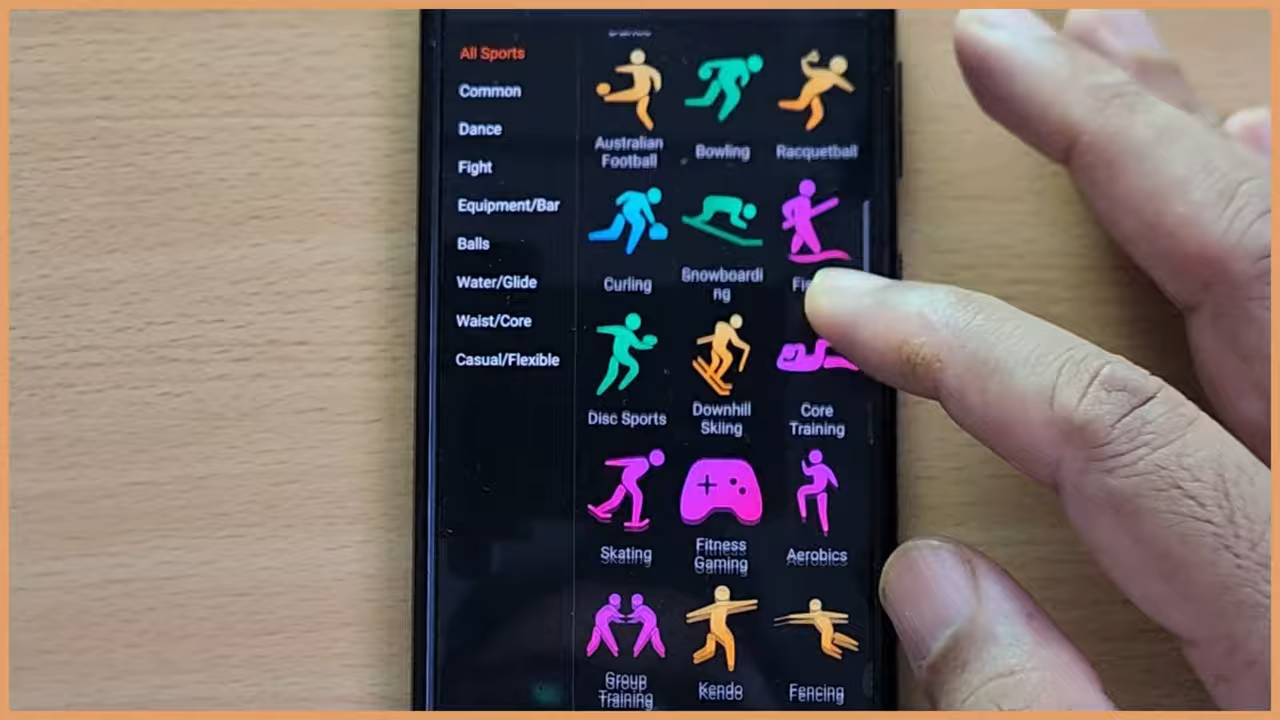 All Sports
Common
Dance
Fight
Equipment/Bar
Balls
Water/Glide
Waist/Core
Casual/Flexible
Dance
Australian
Football
Bowling
Racquetball
Curling
Snowboardi
ng
Disc Sports
Downhill
Skiing
Core
Training
Skating
Fitness
Gaming
Aerobics
Group
Training
Kendo
Fencing